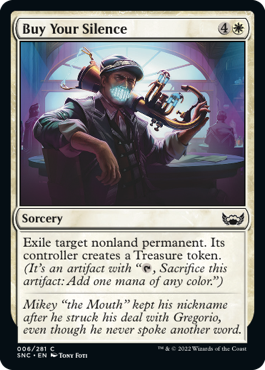 Buy Your Silence 4
Sorcery
Exile target nonland permanent. Its
controller creates a Treasure token.
(It's an artifact with “, Sacrifice this
artifact: Add one mana of any color.”)
Mikey “the Mouth” kept his nickname
after he struck his deal with Gregorio,
even though he never spoke another word.
006/281 C
SNC • EN Tony Foti
™ & © 2022 Wizards of the Coast